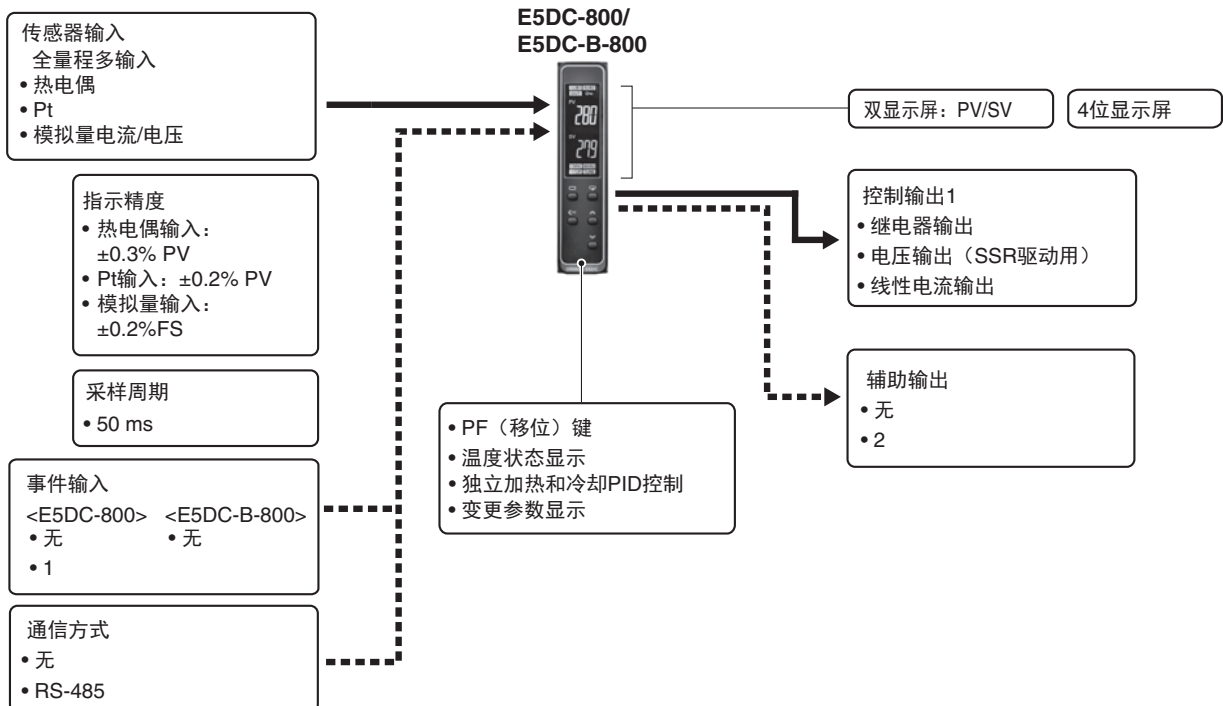 E5DC-800/
E5DC-B-800
传感器输入
全量程多输入
• 热电偶
• Pt
• 模拟量电流/电压
PV
280
SV
279
双显示屏：PV/SV
4位显示屏
指示精度
• 热电偶输入：
±0.3% PV
• Pt输入：±0.2% PV
• 模拟量输入：
±0.2%FS
控制输出1
• 继电器输出
• 电压输出（SSR驱动用）
• 线性电流输出
采样周期
• 50 ms
辅助输出
• 无
• 2
• PF（移位）键
• 温度状态显示
• 独立加热和冷却PID控制
• 变更参数显示
事件输入
<E5DC-800> <E5DC-B-800>
• 无 • 无
• 1
通信方式
• 无
• RS-485